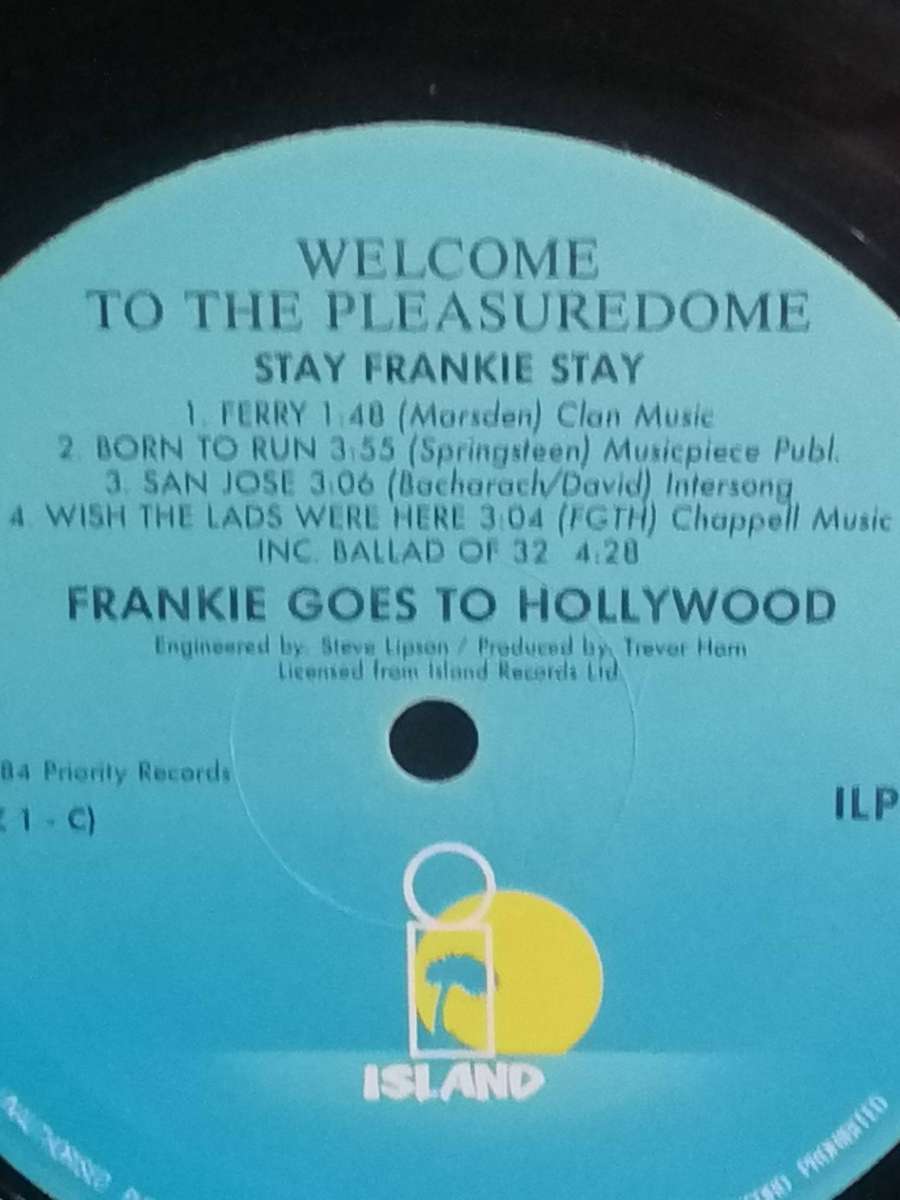 WELCOME
TO THE PLEASUREDOME
STAY FRANKIE STAY
1. FERRY 1:48 (Marsden) Clan Music
2. BORN TO RUN 3:55 (Springsteen) Musicpiece Publ.
3. SAN JOSE 3:06 (Bacharach/David) Intersong
4. WISH THE LADS WERE HERE 3:04 (FGTH) Chappell Music
INC. BALLAD OF 32 4:28
FRANKIE GOES TO HOLLYWOOD
Engineered by: Steve Lipson / Produced by: Trevor Horn
Licensed from Island Records Ltd.
84 Priority Records
1 - C)
ILP
i
ISLAND
PROHIBITED